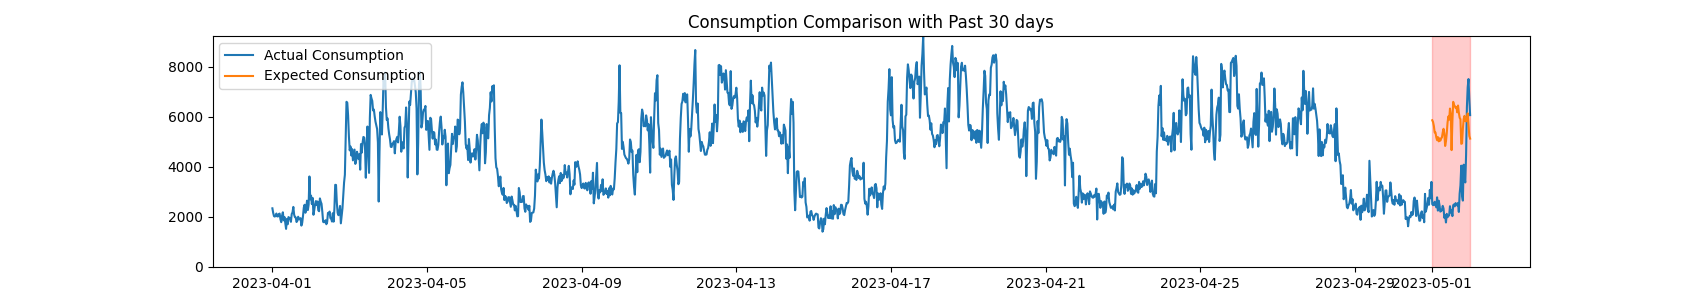 Consumption Comparison with Past 30 days
Actual Consumption
Expected Consumption
8000
6000
4000
2000
0
2023-04-01 2023-04-05 2023-04-09 2023-04-13 2023-04-17 2023-04-21 2023-04-25 2023-04-29 2023-05-01